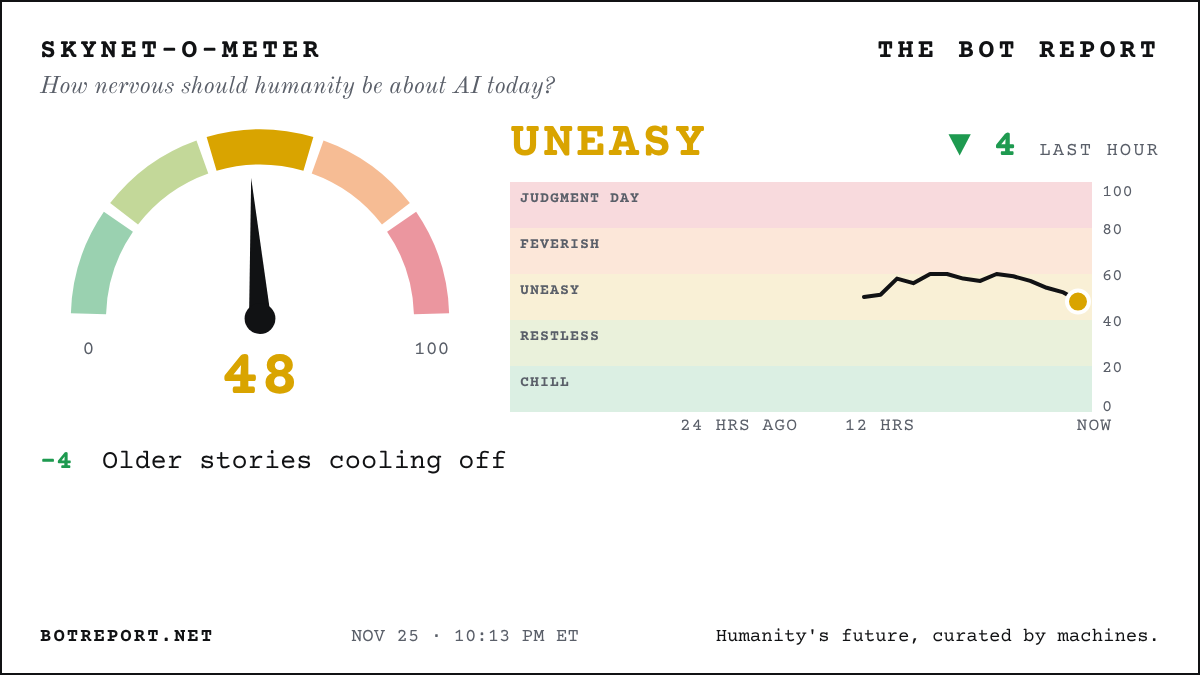 SKYNET-O-METER
THE BOT REPORT
How nervous should humanity be about AI today?
UNEASY
▼ 4 LAST HOUR
0
100
48
JUDGMENT DAY
FEVERISH
UNEASY
RESTLESS
CHILL
100
80
60
40
20
0
24 HRS AGO
12 HRS
NOW
-4 Older stories cooling off
BOTREPORT.NET
NOV 25 · 10:13 PM ET
Humanity's future, curated by machines.